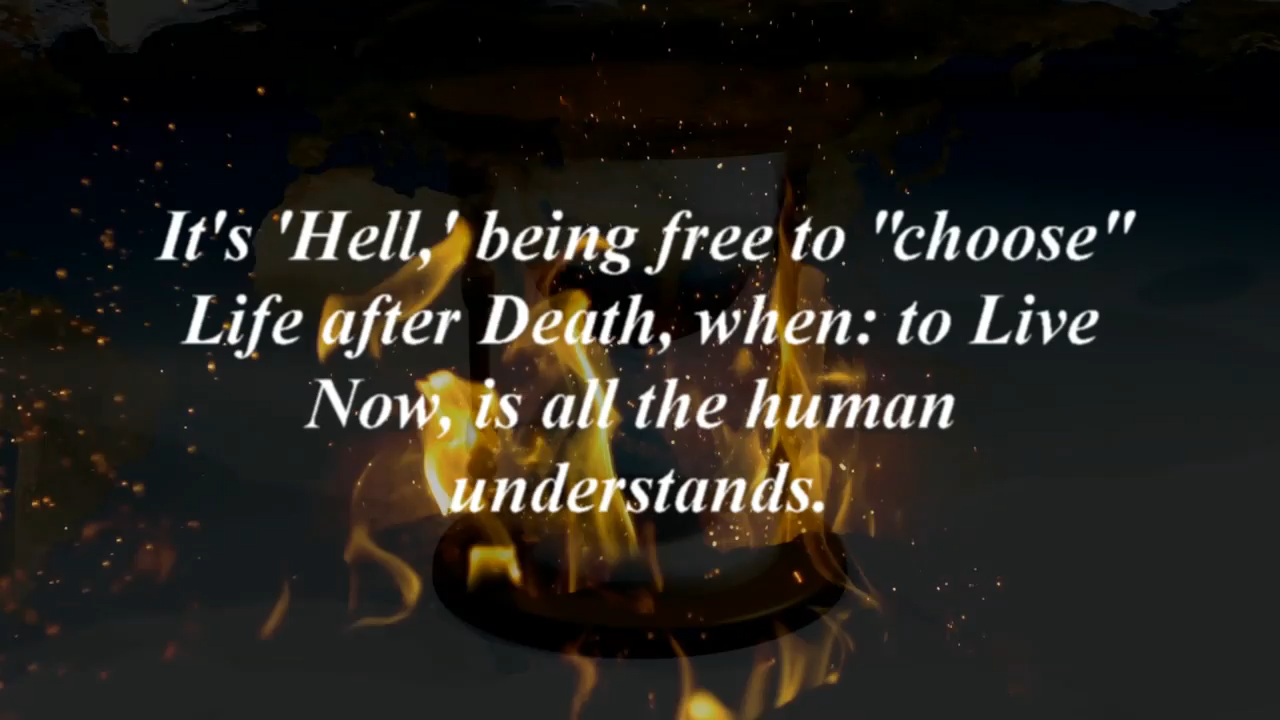 It's 'Hell,' being free to "choose"
Life after Death, when: to Live
Now, is all the human
understands.